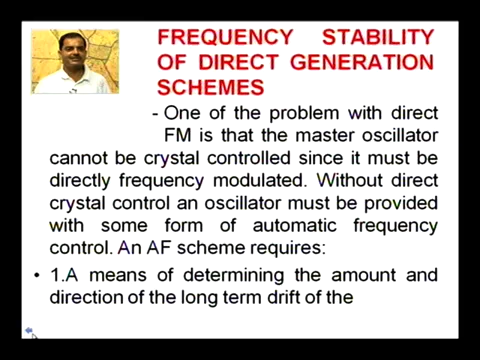 FREQUENCY STABILITY
OF DIRECT GENERATION
SCHEMES
- One of the problem with direct
FM is that the master oscillator
cannot be crystal controlled since it must be
directly frequency modulated. Without direct
crystal control an oscillator must be provided
with some form of automatic frequency
control. An AF scheme requires:
• 1.A means of determining the amount and
direction of the long term drift of the